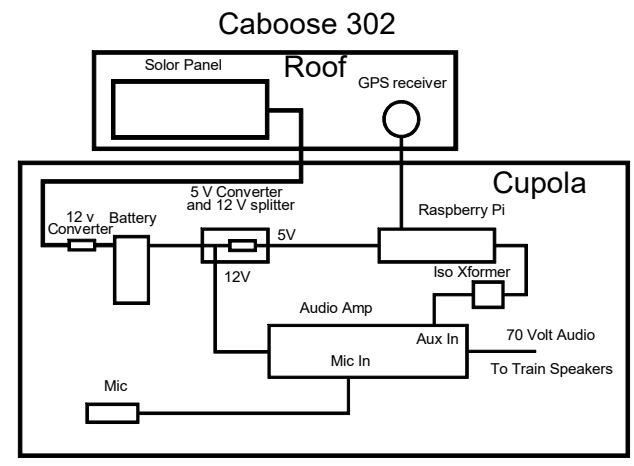 Caboose 302
Roof
Solor Panel
GPS receiver
Cupola
5 V Converter
and 12 V splitter
12 v
Converter
Battery
5V
Raspberry Pi
12V
Iso Xformer
Audio Amp
Aux In
70 Volt Audio
Mic In
To Train Speakers
Mic